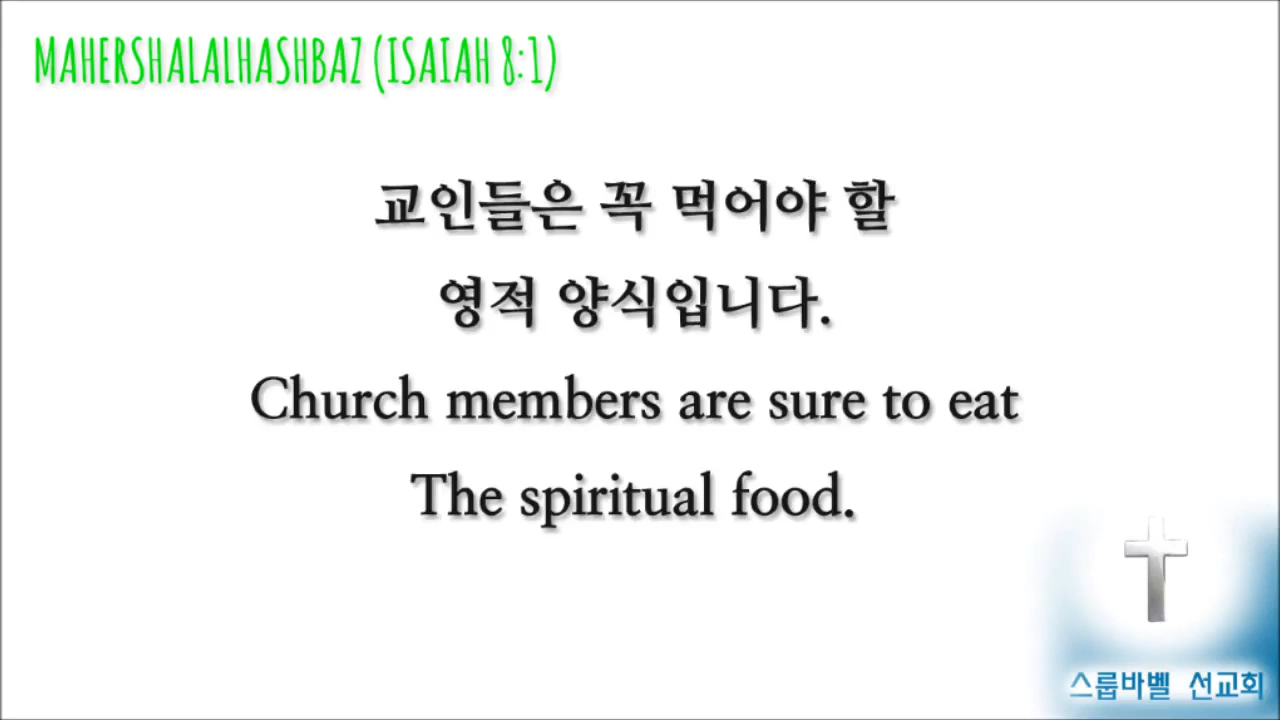 MAHERSHALALHASHBAZ (ISAIAH 8:1)
교인들은 꼭 먹어야 할
영적 양식입니다.
Church members are sure to eat
The spiritual food.
스룹바벨 선교회